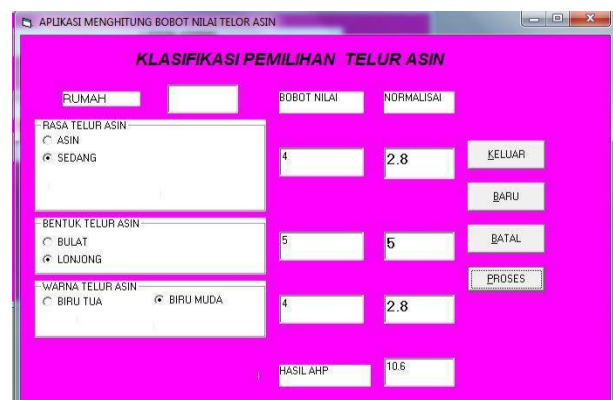 APLIKASI MENGHITUNG BOBOT NILAI TELOR ASIN
KLASIFIKASI PEMILIHAN TELUR ASIN
RUMAH BOBOT NILAI NORMALISAI
RASA TELUR ASIN
ASIN
SEDANG 4 2.8 KELUAR
BARU
BENTUK TELUR ASIN
BULAT 5 5 BATAL
LONJONG
WARNA TELUR ASIN PROSES
BIRU TUA BIRU MUDA 4 2.8
HASIL AHP 10.6